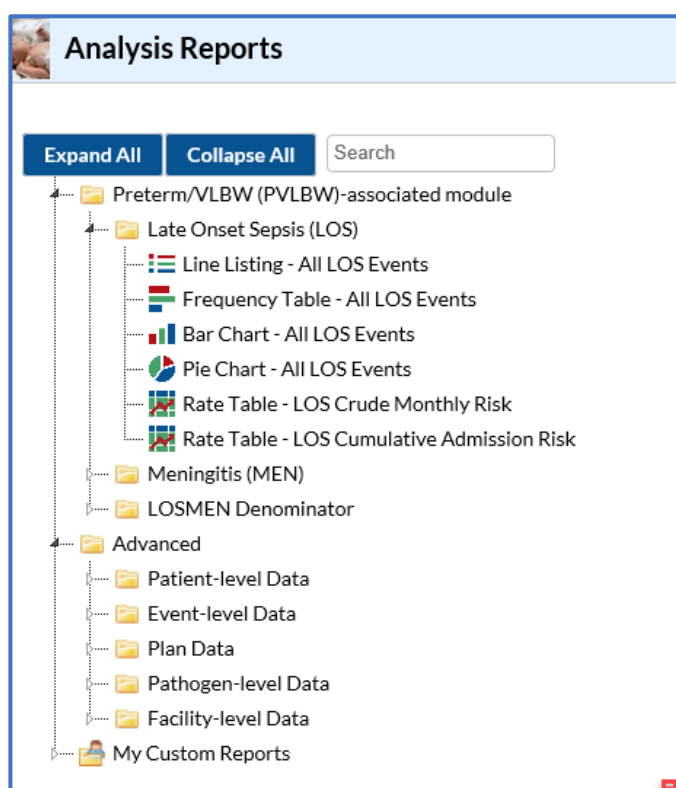 Analysis Reports
Expand All Collapse All Search
Preterm/VLBW (PVLBW)-associated module
Late Onset Sepsis (LOS)
Line Listing - All LOS Events
Frequency Table - All LOS Events
Bar Chart - All LOS Events
Pie Chart - All LOS Events
Rate Table - LOS Crude Monthly Risk
Rate Table - LOS Cumulative Admission Risk
Meningitis (MEN)
LOSMEN Denominator
Advanced
Patient-level Data
Event-level Data
Plan Data
Pathogen-level Data
Facility-level Data
My Custom Reports